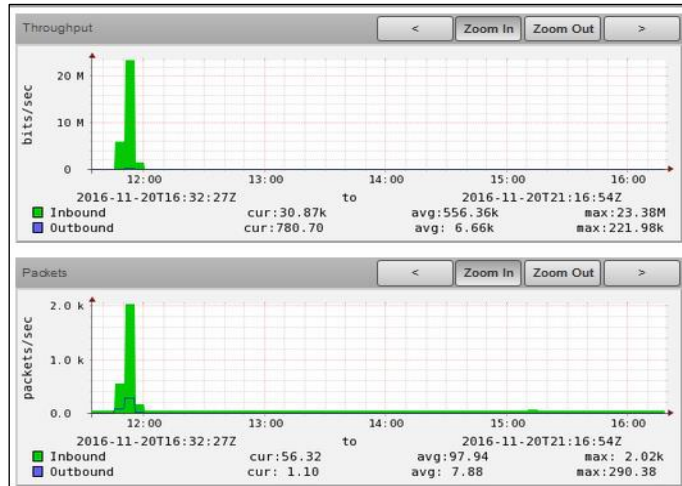 Throughput < Zoom In Zoom Out >
bits/sec
20 M
10 M
0
12:00 13:00 14:00 15:00 16:00
2016-11-20T16:32:27Z to 2016-11-20T21:16:54Z
Inbound cur:30.87k avg:556.36k max:23.38M
Outbound cur:780.70 avg: 6.66k max:221.98k
Packets < Zoom In Zoom Out >
packets/sec
2.0 k
1.0 k
0.0
12:00 13:00 14:00 15:00 16:00
2016-11-20T16:32:27Z to 2016-11-20T21:16:54Z
Inbound cur:56.32 avg:97.94 max: 2.02k
Outbound cur: 1.10 avg: 7.88 max:290.38